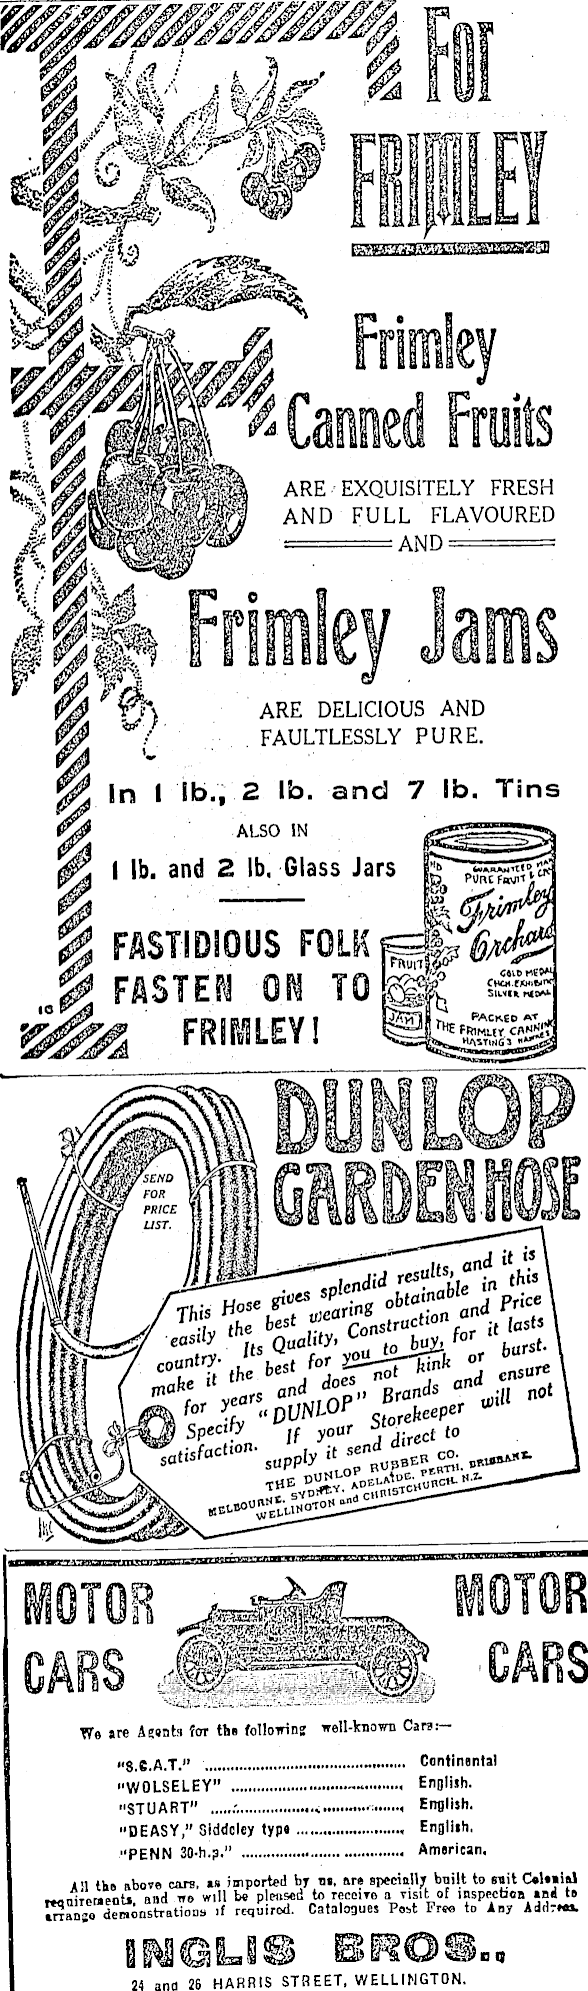 For
FRIMLEY
Frimley
Canned Fruits
ARE EXQUISITELY FRESH
AND FULL FLAVOURED
AND
Frimley Jams
ARE DELICIOUS AND
FAULTLESSLY PURE.
In 1 lb., 2 lb. and 7 lb. Tins
ALSO IN
1 lb. and 2 lb. Glass Jars
FASTIDIOUS FOLK
FASTEN ON TO
FRIMLEY!
16
GUARANTEED
PURE FRUIT &
Frimley
Orchard
GOLD MEDAL
CHCH. EXHIBITION
SILVER MEDAL
PACKED AT
THE FRIMLEY CANNIN
HASTINGS
FRUIT
JAM
DUNLOP
GARDEN HOSE
SEND
FOR
PRICE
LIST.
This Hose gives splendid results, and it is
easily the best wearing obtainable in this
country. Its Quality, Construction and Price
make it the best for you to buy, for it lasts
for years and does not kink or burst.
Specify "DUNLOP" Brands and ensure
satisfaction. If your Storekeeper will not
supply it send direct to
THE DUNLOP RUBBER CO.
MELBOURNE, SYDNEY, ADELAIDE, PERTH, BRISBANE,
WELLINGTON and CHRISTCHURCH, N.Z.
MOTOR CARS
MOTOR CARS
We are Agents for the following well-known Cars:—
"S.C.A.T." .......... Continental
"WOLSELEY" .......... English.
"STUART" .......... English.
"DEASY," Siddeley type .......... English.
"PENN 30-h.p." .......... American.
All the above cars, as imported by us, are specially built to suit Colonial
requirements, and we will be pleased to receive a visit of inspection and to
arrange demonstrations if required. Catalogues Post Free to Any Address.
INGLIS BROS.,
24 and 26 HARRIS STREET, WELLINGTON.